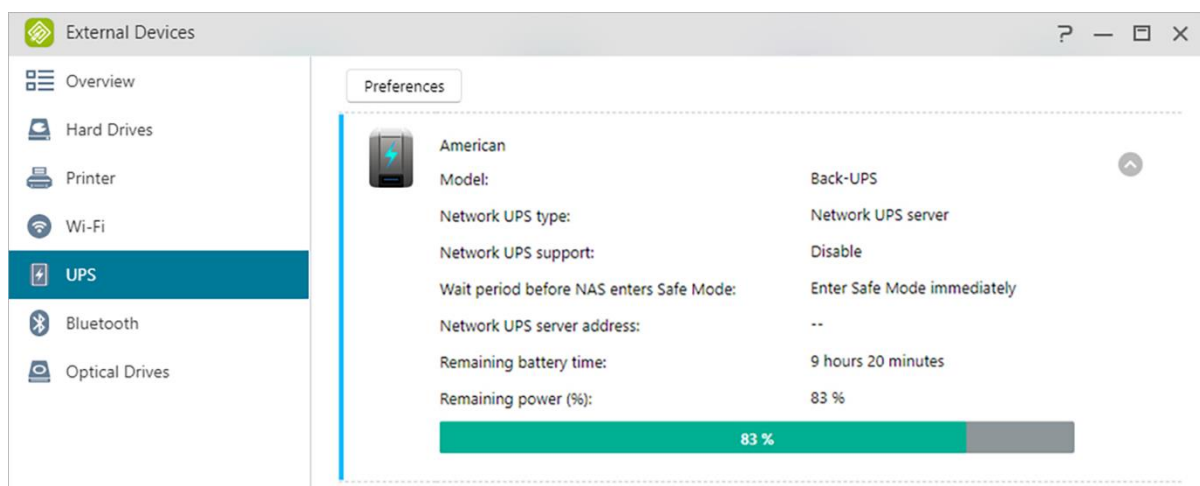 External Devices
Overview
Hard Drives
Printer
Wi-Fi
UPS
Bluetooth
Optical Drives
Preferences
American
Model: Back-UPS
Network UPS type: Network UPS server
Network UPS support: Disable
Wait period before NAS enters Safe Mode: Enter Safe Mode immediately
Network UPS server address: --
Remaining battery time: 9 hours 20 minutes
Remaining power (%): 83 %
83 %